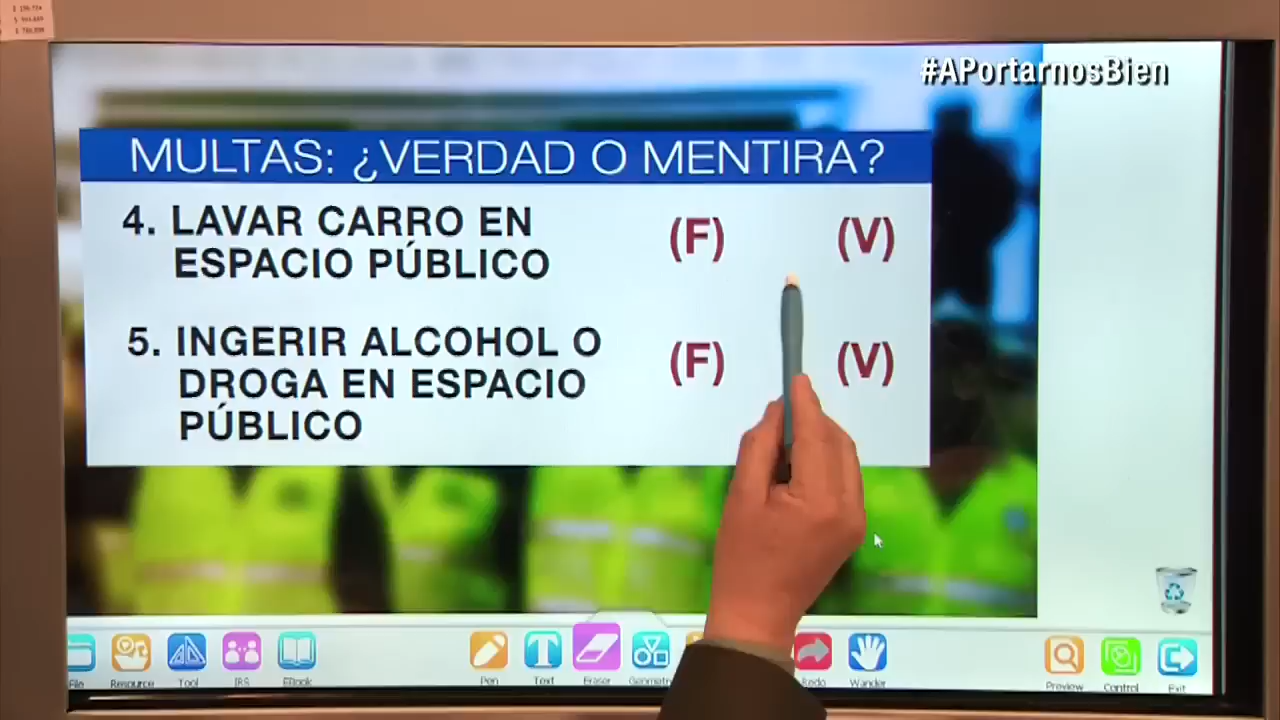 #APortarnosBien
MULTAS: ¿VERDAD O MENTIRA?
4. LAVAR CARRO EN (F) (V)
ESPACIO PÚBLICO
5. INGERIR ALCOHOL O (F) (V)
DROGA EN ESPACIO
PÚBLICO
File Resource Tool IRS EBook Pen Text Eraser Geometry Redo Wander Preview Control Exit